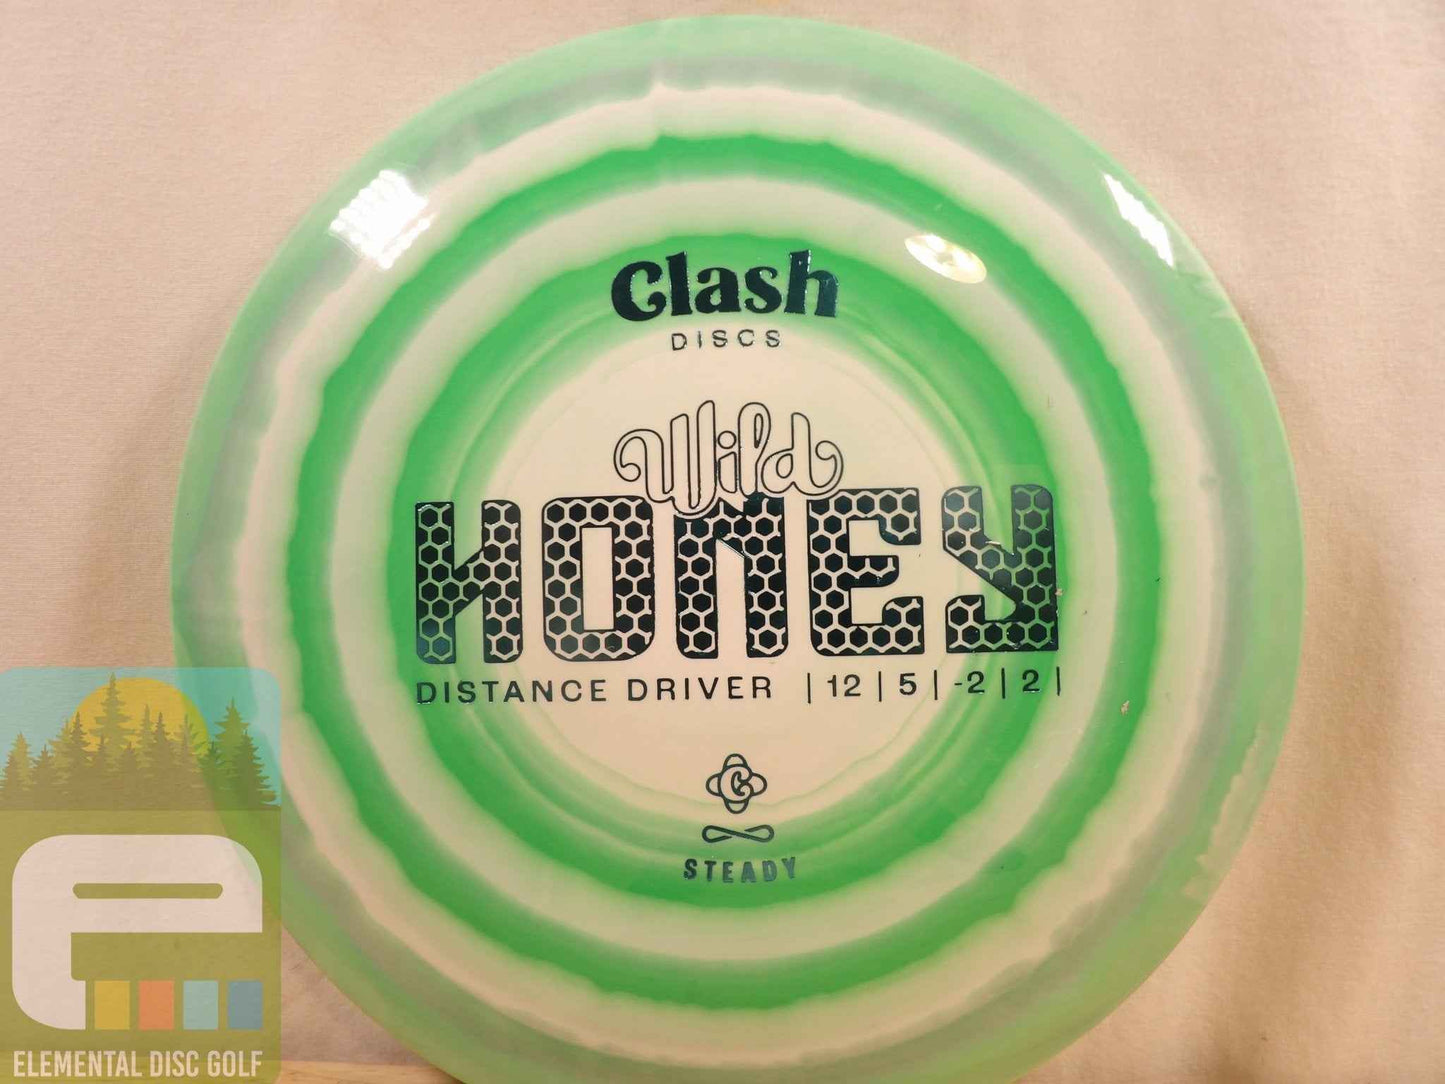 Clash
DISCS
Wild
HONEY
DISTANCE DRIVER | 12 | 5 | -2 | 2 |
C
STEADY
ELEMENTAL DISC GOLF